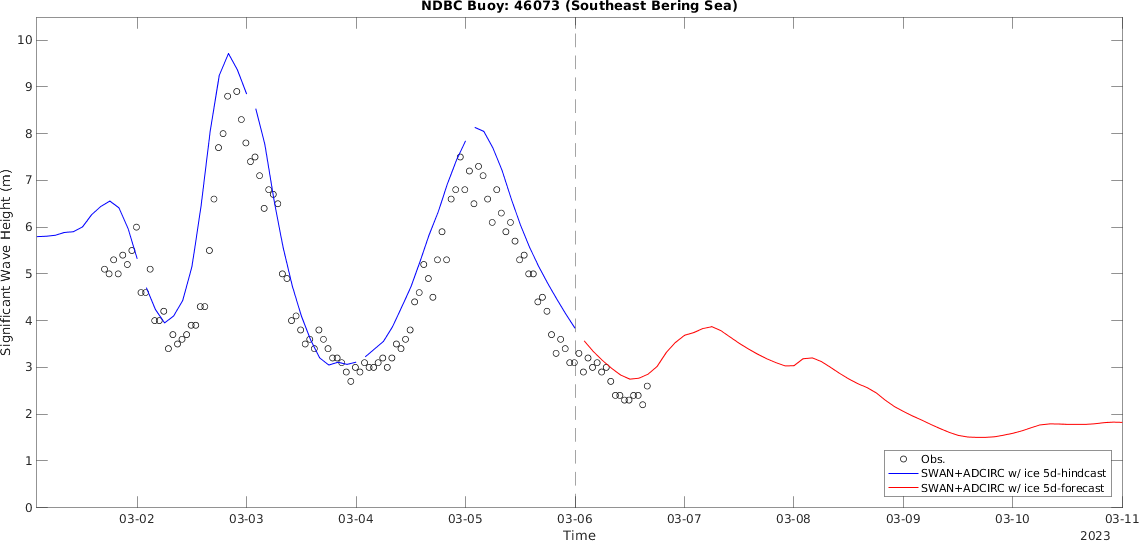 NDBC Buoy: 46073 (Southeast Bering Sea)
10
9
8
7
6
5
4
3
2
1
0
Significant Wave Height (m)
Obs.
SWAN+ADCIRC w/ ice 5d-hindcast
SWAN+ADCIRC w/ ice 5d-forecast
03-02 03-03 03-04 03-05 03-06 03-07 03-08 03-09 03-10 03-11
Time
2023